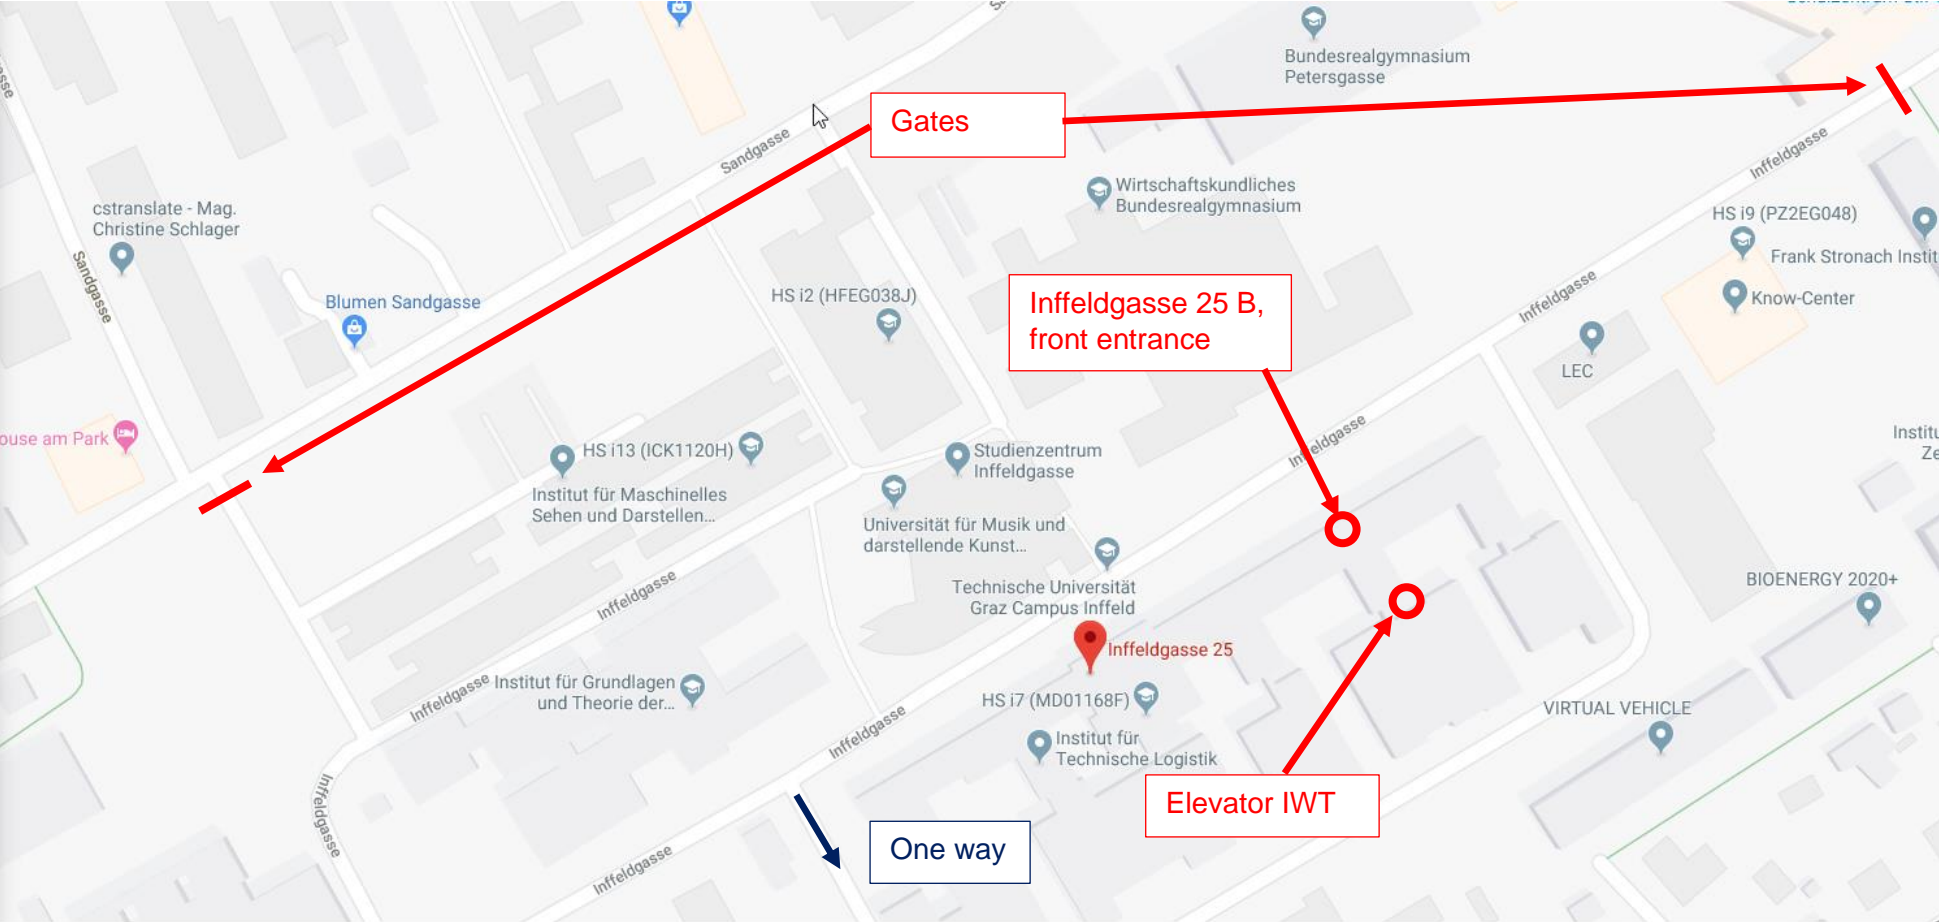 Bundesrealgymnasium
Petersgasse
Gates
Sandgasse
Inffeldgasse
cstranslate - Mag.
Christine Schlager
Wirtschaftskundliches
Bundesrealgymnasium
HS i9 (PZ2EG048)
Frank Stronach Instit
Know-Center
Sandgasse
Blumen Sandgasse
HS i2 (HFEG038J)
Inffeldgasse 25 B,
front entrance
Inffeldgasse
LEC
ouse am Park
HS i13 (ICK1120H)
Institut für Maschinelles
Sehen und Darstellen...
Studienzentrum
Inffeldgasse
Inffeldgasse
Institu
Ze
Universität für Musik und
darstellende Kunst...
Technische Universität
Graz Campus Inffeld
BIOENERGY 2020+
Inffeldgasse
Inffeldgasse 25
Inffeldgasse
Institut für Grundlagen
und Theorie der...
HS i7 (MD01168F)
Institut für
Technische Logistik
Inffeldgasse
VIRTUAL VEHICLE
Elevator IWT
Inffeldgasse
One way
Inffeldgasse